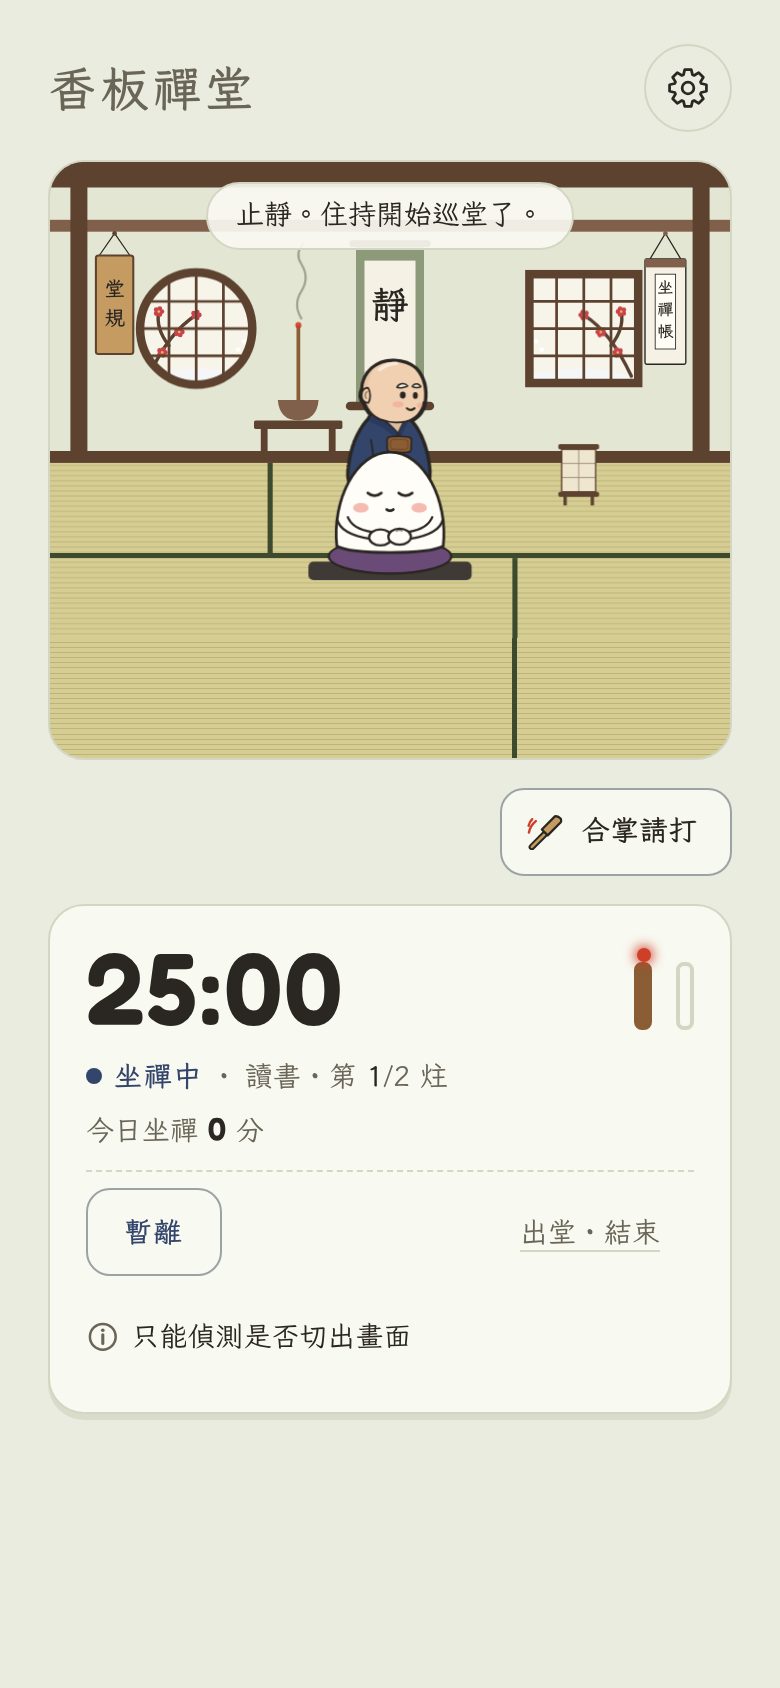 香板禪堂
止靜。住持開始巡堂了。
堂規
靜
坐禪帳
合掌請打
25:00
坐禪中 · 讀書 · 第 1/2 炷
今日坐禪 0 分
暫離
出堂 · 結束
只能偵測是否切出畫面